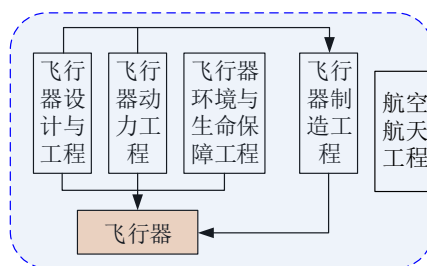 飞行
器设
计与
工程
飞行
器动
力工
程
飞行器
环境与
生命保
障工程
飞行
器制
造工
程
航空
航天
工程
飞行器